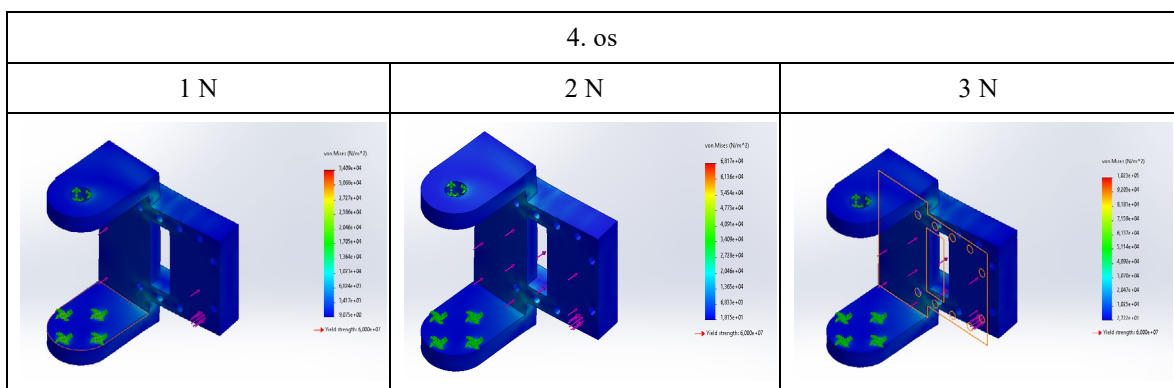 4. os
1 N
2 N
3 N
von Mises (N/m^2)
3,409e+04
3,068e+04
2,727e+04
2,386e+04
2,046e+04
1,705e+04
1,364e+04
1,023e+04
6,824e+03
3,417e+03
9,075e+00
Yield strength: 6,000e+07
von Mises (N/m^2)
6,817e+04
6,136e+04
5,454e+04
4,773e+04
4,091e+04
3,409e+04
2,728e+04
2,046e+04
1,365e+04
6,833e+03
1,815e+01
Yield strength: 6,000e+07
von Mises (N/m^2)
1,023e+05
9,203e+04
8,181e+04
7,159e+04
6,137e+04
5,114e+04
4,092e+04
3,070e+04
2,047e+04
1,025e+04
2,722e+01
Yield strength: 6,000e+07